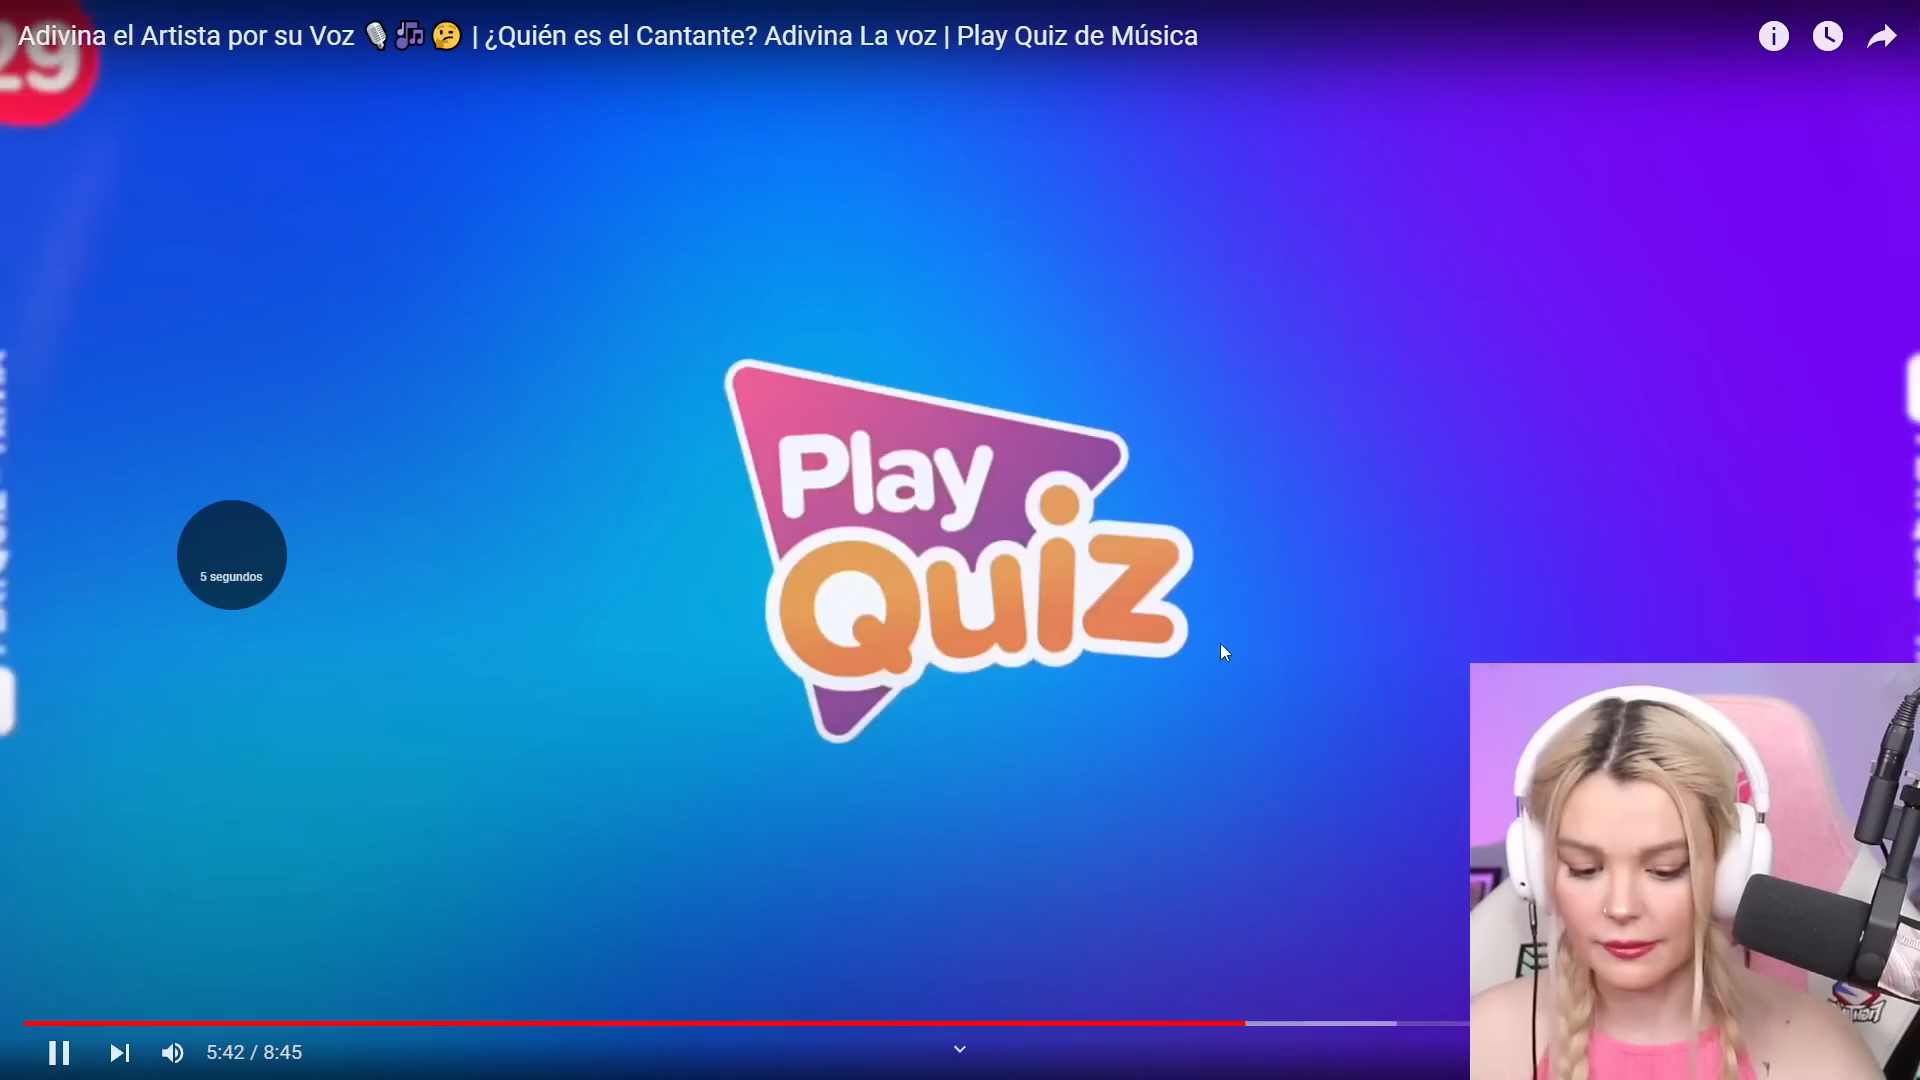 Adivina el Artista por su Voz 🎙️🎶🤔 | ¿Quién es el Cantante? Adivina La voz | Play Quiz de Música
29
Play
Quiz
5 segundos
5:42 / 8:45